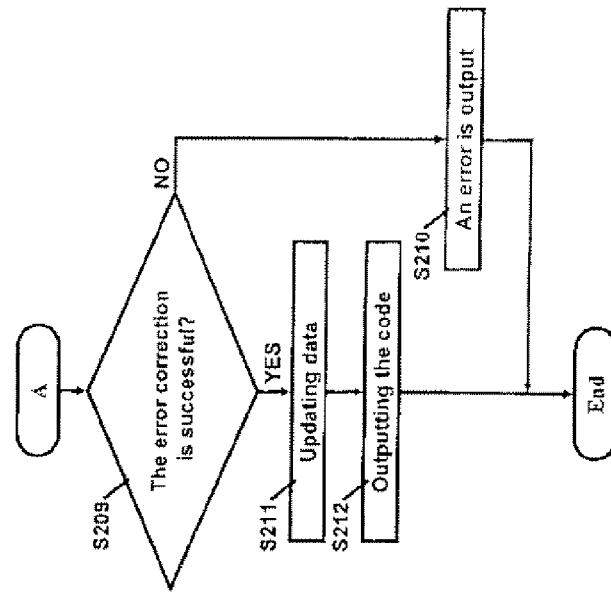 A
S209
The error correction
is successful?
NO
YES
S211
Updating data
S212
Outputting the code
S210
An error is output
End